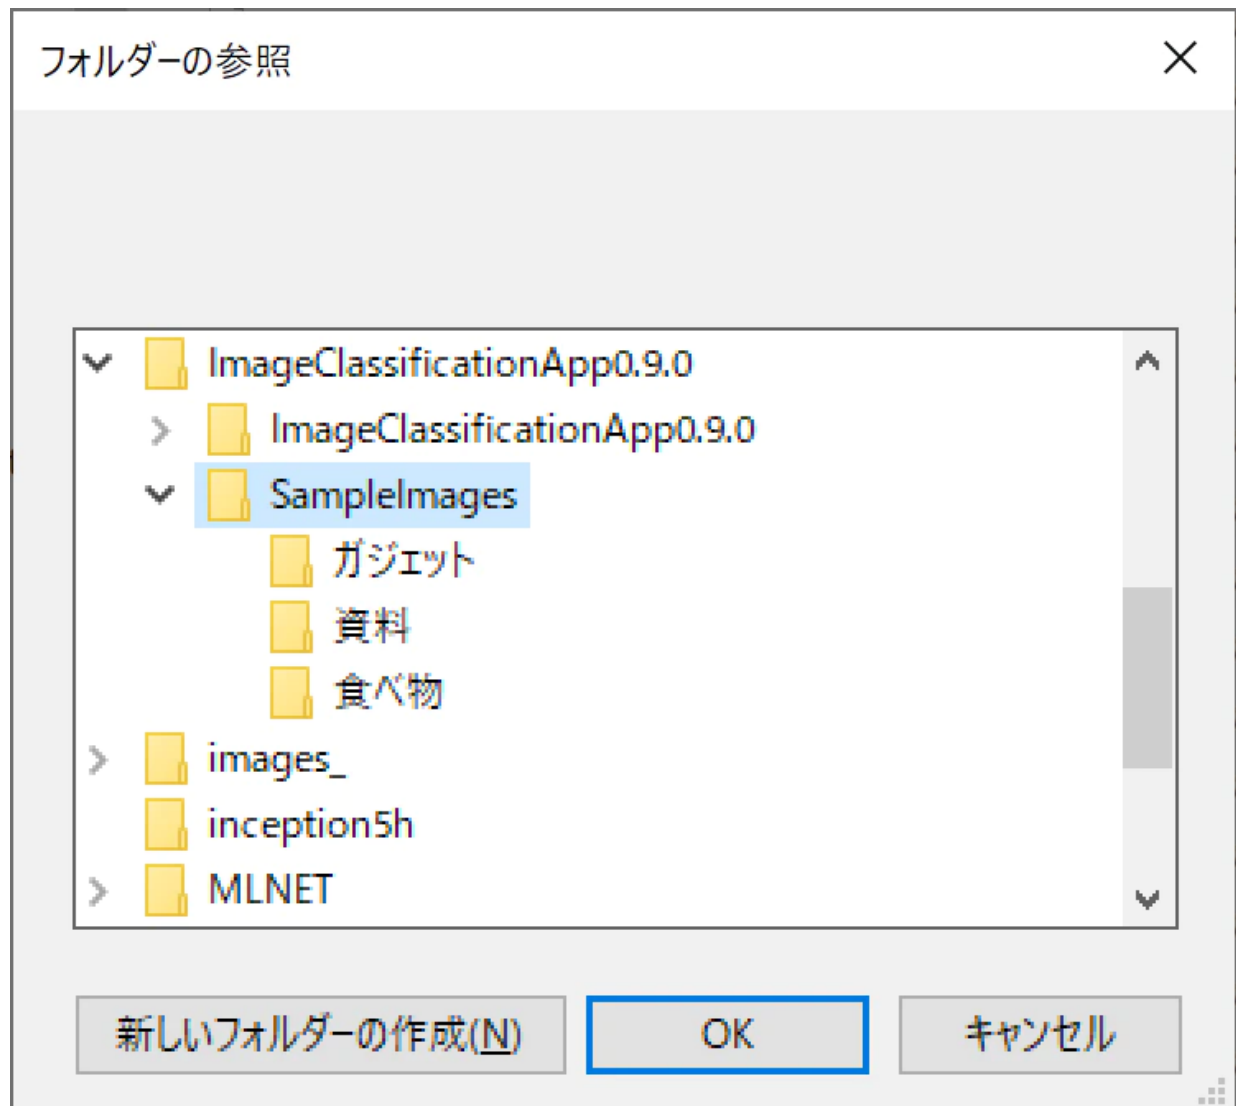 フォルダーの参照
ImageClassificationApp0.9.0
ImageClassificationApp0.9.0
SampleImages
ガジェット
資料
食べ物
images_
inception5h
MLNET
新しいフォルダーの作成(N)
OK
キャンセル